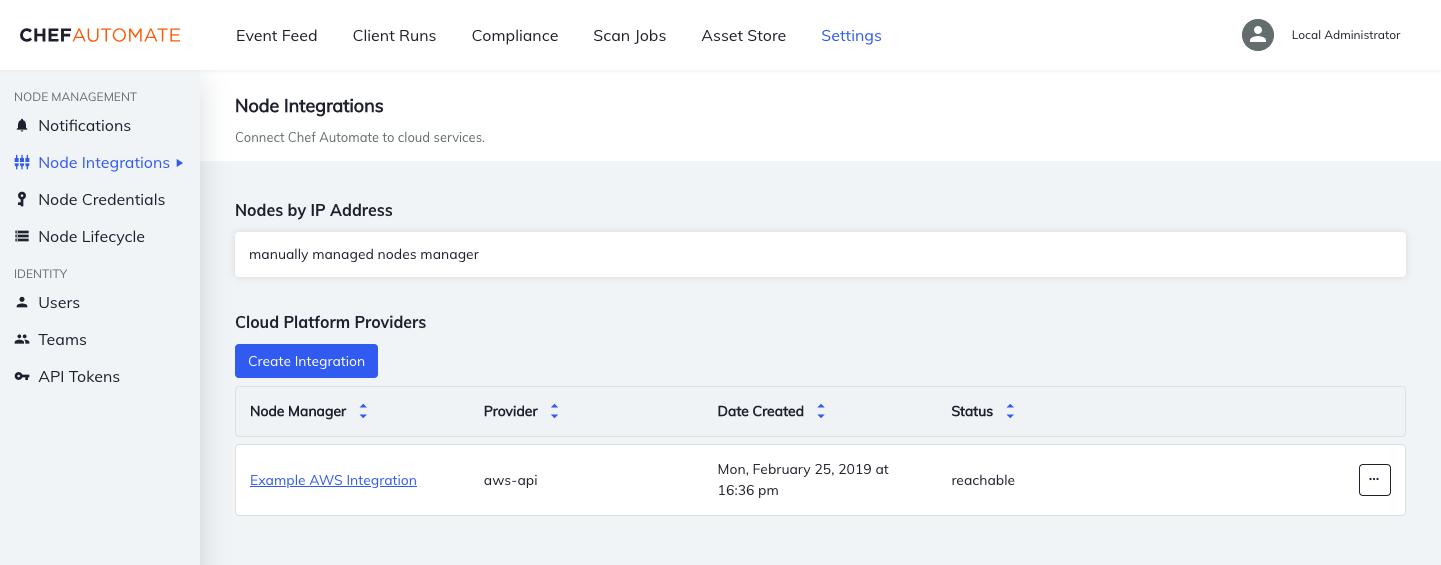 CHEFAUTOMATE
Event Feed
Client Runs
Compliance
Scan Jobs
Asset Store
Settings
Local Administrator
NODE MANAGEMENT
Notifications
Node Integrations
Node Credentials
Node Lifecycle
IDENTITY
Users
Teams
API Tokens
Node Integrations
Connect Chef Automate to cloud services.
Nodes by IP Address
manually managed nodes manager
Cloud Platform Providers
Create Integration
Node Manager
Provider
Date Created
Status
Example AWS Integration
aws-api
Mon, February 25, 2019 at
16:36 pm
reachable
...